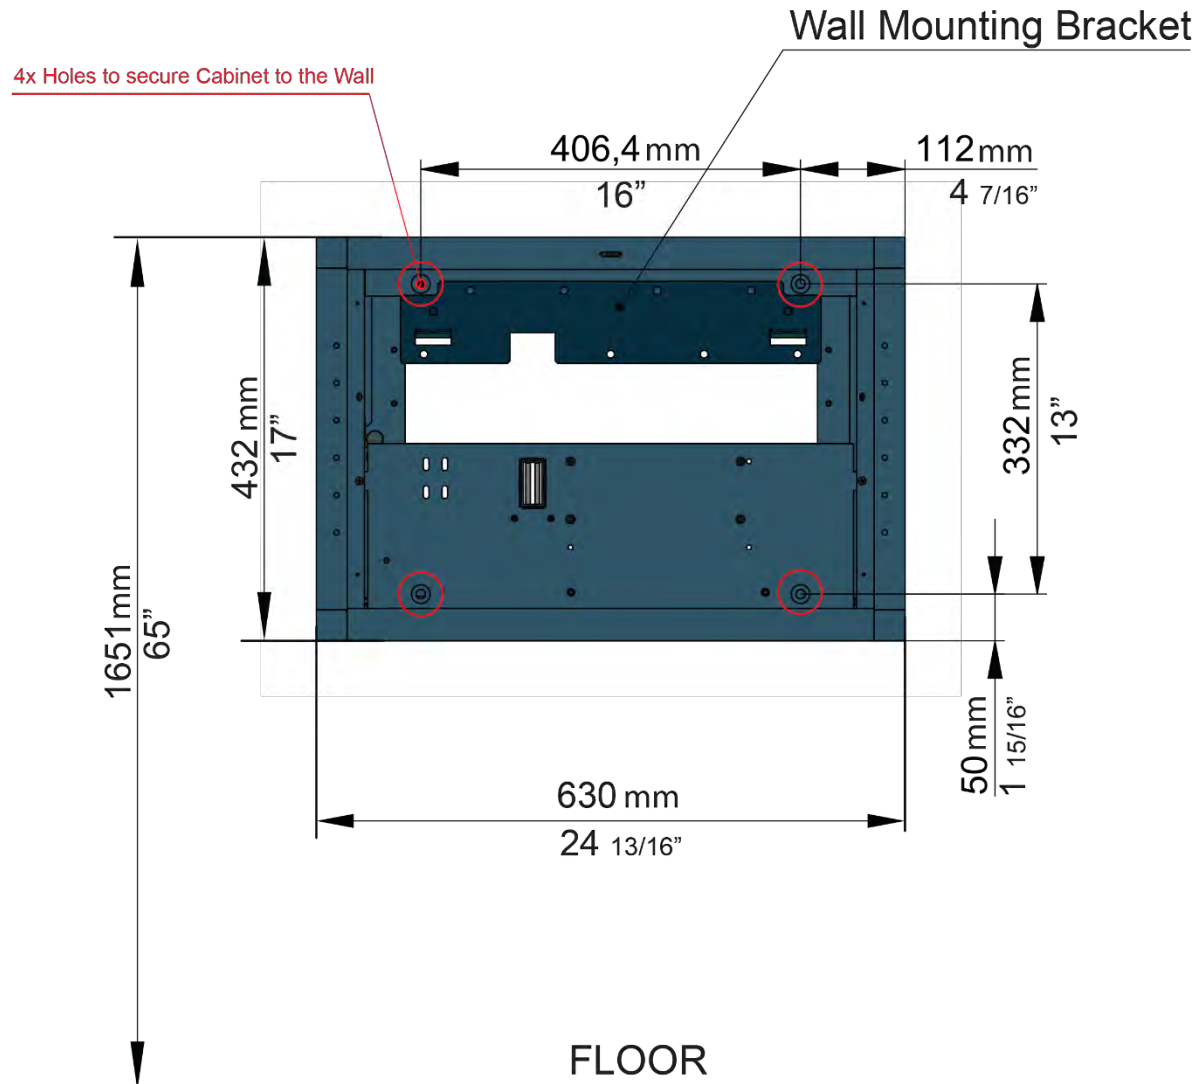 Wall Mounting Bracket
4x Holes to secure Cabinet to the Wall
406,4 mm
16”
112 mm
4 7/16”
432 mm
17”
332 mm
13”
1651 mm
65”
50 mm
1 15/16”
630 mm
24 13/16”
FLOOR